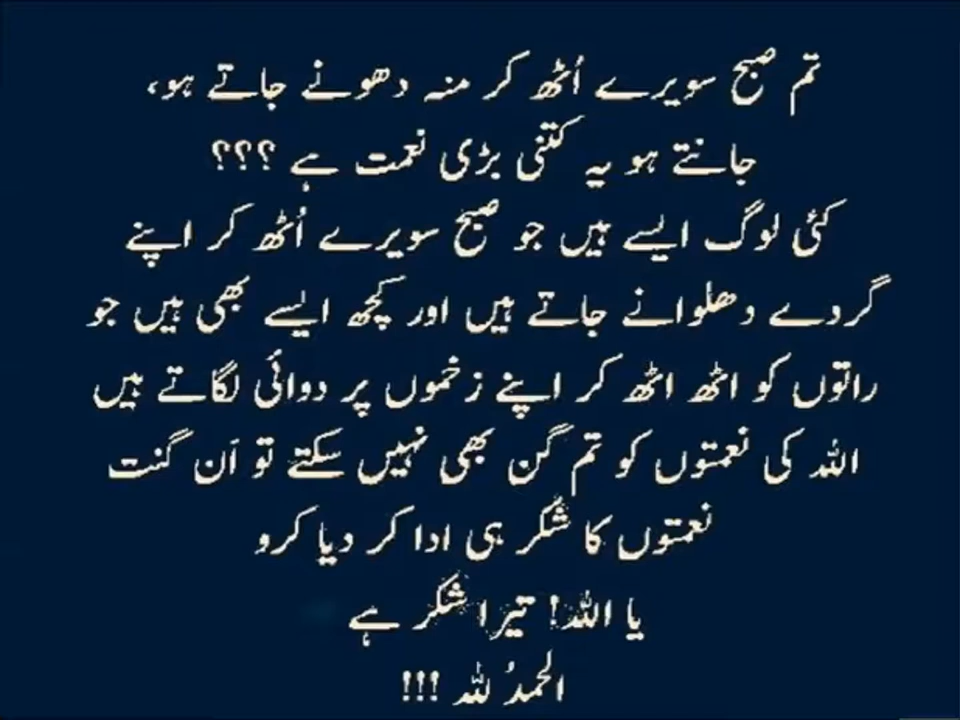 تم صبح سویرے اُٹھ کر منہ دھونے جاتے ہو،
جانتے ہو یہ کتنی بڑی نعمت ہے ؟؟؟
کئی لوگ ایسے ہیں جو صبح سویرے اُٹھ کر اپنے
گردے دھلوانے جاتے ہیں اور کچھ ایسے بھی ہیں جو
راتوں کو اٹھ اٹھ کر اپنے زخموں پر دوائی لگاتے ہیں
اللہ کی نعمتوں کو تم گن بھی نہیں سکتے تو اَن گنت
نعمتوں کا شُکر ہی ادا کر دیا کرو
یا اللہ! تیرا شکر ہے
الحمدُ للہ !!!